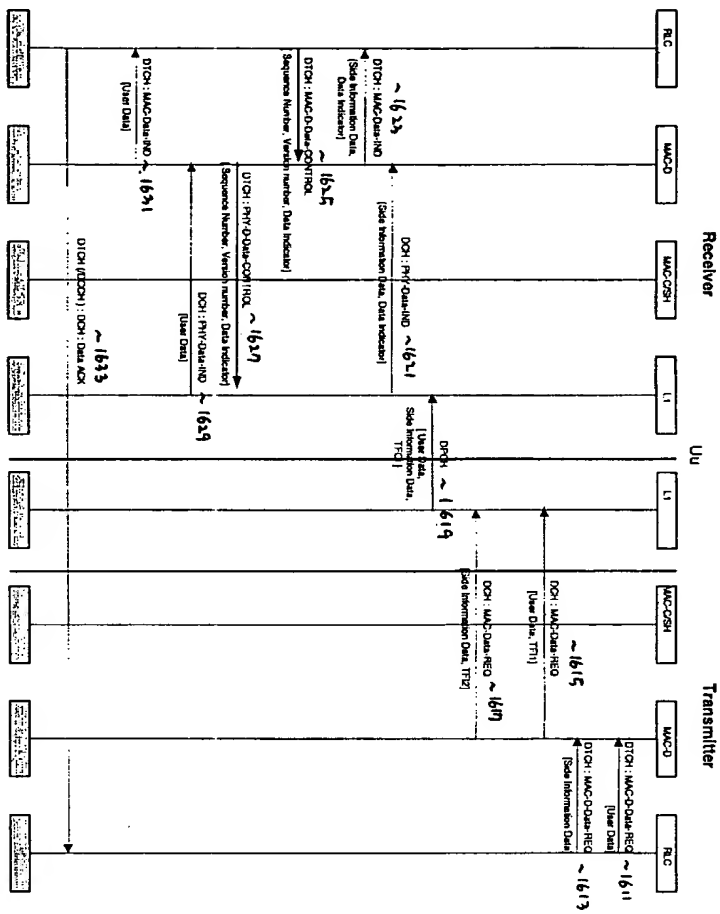 Receiver
Uu
Transmitter
RLC
MAC-D
MAC-C/SH
L1
L1
MAC-C/SH
MAC-D
RLC
DTCH : MAC-D-Data-REQ ~1611
[User Data]
DTCH : MAC-D-Data-REQ ~1613
[Side Information Data]
DCH : MAC-Data-REQ ~1615
[User Data, TFI1]
DCH : MAC-Data-REQ ~1617
[Side Information Data, TFI2]
DPCH ~1619
[User Data,
Side Information Data,
TFCI]
DCH : PHY-Data-IND ~1621
[Side Information Data, Data Indicator]
~1623
DTCH : MAC-Data-IND
[Side Information Data,
Data Indicator]
~1625
DTCH : MAC-D-Data-CONTROL
[Sequence Number, Version number, Data Indicator]
DTCH : PHY-D-Data-CONTROL ~1627
[Sequence Number, Version number, Data Indicator]
DCH : PHY-Data-IND ~1629
[User Data]
DTCH : MAC-Data-IND ~1631
[User Data]
~1633
DTCH (/DCCH) : DCH : Data ACK